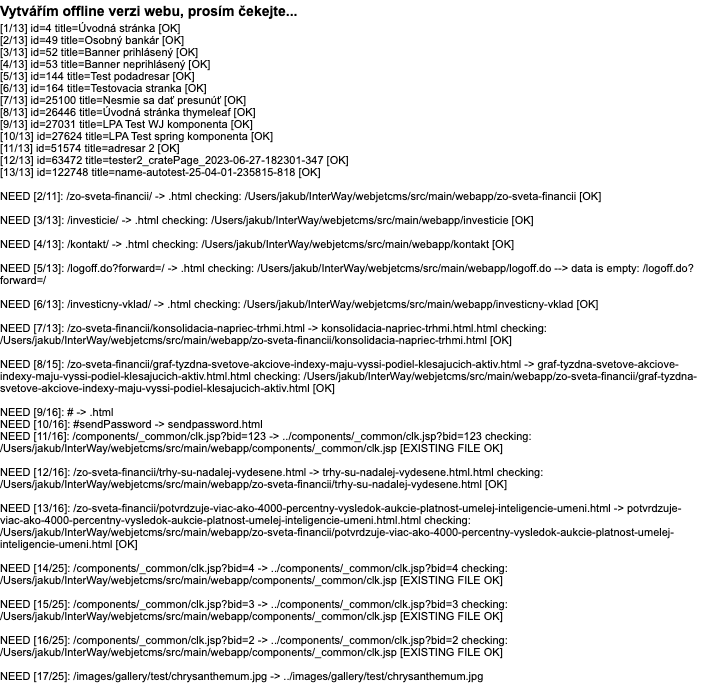 Vytvářím offline verzi webu, prosím čekejte...
[1/13] id=4 title=Úvodná stránka [OK]
[2/13] id=49 title=Osobný bankár [OK]
[3/13] id=52 title=Banner prihlásený [OK]
[4/13] id=53 title=Banner neprihlásený [OK]
[5/13] id=144 title=Test podadresar [OK]
[6/13] id=164 title=Testovacia stranka [OK]
[7/13] id=25100 title=Nesmie sa dať presunúť [OK]
[8/13] id=26446 title=Úvodná stránka thymeleaf [OK]
[9/13] id=27031 title=LPA Test WJ komponenta [OK]
[10/13] id=27624 title=LPA Test spring komponenta [OK]
[11/13] id=51574 title=adresar 2 [OK]
[12/13] id=63472 title=tester2_cratePage_2023-06-27-182301-347 [OK]
[13/13] id=122748 title=name-autotest-25-04-01-235815-818 [OK]
NEED [2/11]: /zo-sveta-financii/ -> .html checking: /Users/jakub/InterWay/webjetcms/src/main/webapp/zo-sveta-financii [OK]
NEED [3/13]: /investicie/ -> .html checking: /Users/jakub/InterWay/webjetcms/src/main/webapp/investicie [OK]
NEED [4/13]: /kontakt/ -> .html checking: /Users/jakub/InterWay/webjetcms/src/main/webapp/kontakt [OK]
NEED [5/13]: /logoff.do?forward=/ -> .html checking: /Users/jakub/InterWay/webjetcms/src/main/webapp/logoff.do --> data is empty: /logoff.do?
forward=/
NEED [6/13]: /investicny-vklad/ -> .html checking: /Users/jakub/InterWay/webjetcms/src/main/webapp/investicny-vklad [OK]
NEED [7/13]: /zo-sveta-financii/konsolidacia-napriec-trhmi.html -> konsolidacia-napriec-trhmi.html.html checking:
/Users/jakub/InterWay/webjetcms/src/main/webapp/zo-sveta-financii/konsolidacia-napriec-trhmi.html [OK]
NEED [8/15]: /zo-sveta-financii/graf-tyzdna-svetove-akciove-indexy-maju-vyssi-podiel-klesajucich-aktiv.html -> graf-tyzdna-svetove-akciove-
indexy-maju-vyssi-podiel-klesajucich-aktiv.html.html checking: /Users/jakub/InterWay/webjetcms/src/main/webapp/zo-sveta-financii/graf-tyzdna-
svetove-akciove-indexy-maju-vyssi-podiel-klesajucich-aktiv.html [OK]
NEED [9/16]: # -> .html
NEED [10/16]: #sendPassword -> sendpassword.html
NEED [11/16]: /components/_common/clk.jsp?bid=123 -> ../components/_common/clk.jsp?bid=123 checking:
/Users/jakub/InterWay/webjetcms/src/main/webapp/components/_common/clk.jsp [EXISTING FILE OK]
NEED [12/16]: /zo-sveta-financii/trhy-su-nadalej-vydesene.html -> trhy-su-nadalej-vydesene.html.html checking:
/Users/jakub/InterWay/webjetcms/src/main/webapp/zo-sveta-financii/trhy-su-nadalej-vydesene.html [OK]
NEED [13/16]: /zo-sveta-financii/potvrdzuje-viac-ako-4000-percentny-vysledok-aukcie-platnost-umelej-inteligencie-umeni.html -> potvrdzuje-
viac-ako-4000-percentny-vysledok-aukcie-platnost-umelej-inteligencie-umeni.html.html checking:
/Users/jakub/InterWay/webjetcms/src/main/webapp/zo-sveta-financii/potvrdzuje-viac-ako-4000-percentny-vysledok-aukcie-platnost-umelej-
inteligencie-umeni.html [OK]
NEED [14/25]: /components/_common/clk.jsp?bid=4 -> ../components/_common/clk.jsp?bid=4 checking:
/Users/jakub/InterWay/webjetcms/src/main/webapp/components/_common/clk.jsp [EXISTING FILE OK]
NEED [15/25]: /components/_common/clk.jsp?bid=3 -> ../components/_common/clk.jsp?bid=3 checking:
/Users/jakub/InterWay/webjetcms/src/main/webapp/components/_common/clk.jsp [EXISTING FILE OK]
NEED [16/25]: /components/_common/clk.jsp?bid=2 -> ../components/_common/clk.jsp?bid=2 checking:
/Users/jakub/InterWay/webjetcms/src/main/webapp/components/_common/clk.jsp [EXISTING FILE OK]
NEED [17/25]: /images/gallery/test/chrysanthemum.jpg -> ../images/gallery/test/chrysanthemum.jpg